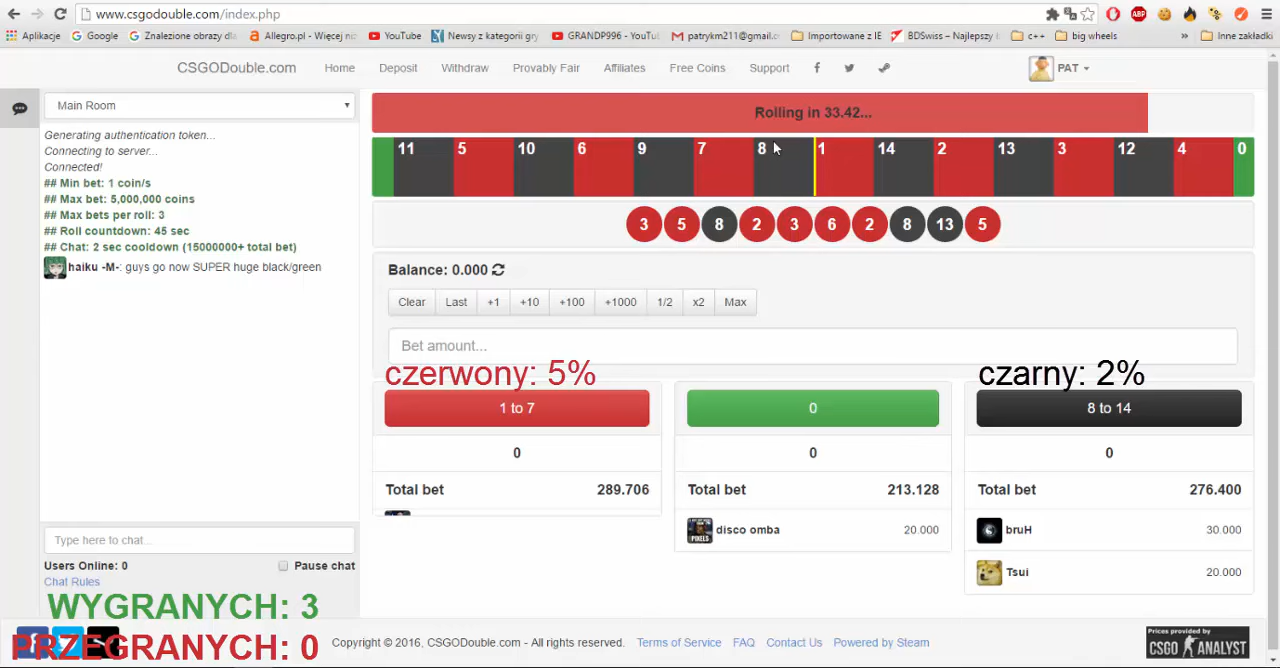 www.csgodouble.com/index.php
Aplikacje Google Znalezione obrazy dla Allegro.pl - Więcej niż YouTube Newsy z kategorii gry GRANDP996 - YouTu Gmail patrykm211@gmail.c Importowane z IE BDSwiss – Najlepszy c++ big wheels » Inne zakładki
CSGODouble.com Home Deposit Withdraw Provably Fair Affiliates Free Coins Support PAT
Main Room
Rolling in 33.42...
Generating authentication token...
Connecting to server...
Connected!
11 5 10 6 9 7 8 1 14 2 13 3 12 4 0
## Min bet: 1 coin/s
## Max bet: 5,000,000 coins
## Max bets per roll: 3
## Roll countdown: 45 sec
## Chat: 2 sec cooldown (15000000+ total bet)
haiku -M-: guys go now SUPER huge black/green
3 5 8 2 3 6 2 8 13 5
Balance: 0.000
Clear Last +1 +10 +100 +1000 1/2 x2 Max
Bet amount...
czerwony: 5% czarny: 2%
1 to 7 0 8 to 14
0 0 0
Total bet 289.706 Total bet 213.128 Total bet 276.400
disco omba 20.000 bruH 30.000
Tsui 20.000
Type here to chat...
Users Online: 0 Pause chat
Chat Rules
WYGRANYCH: 3
PRZEGRANYCH: 0
Copyright © 2016, CSGODouble.com - All rights reserved. Terms of Service FAQ Contact Us Powered by Steam
Prices provided by
CSGO ANALYST